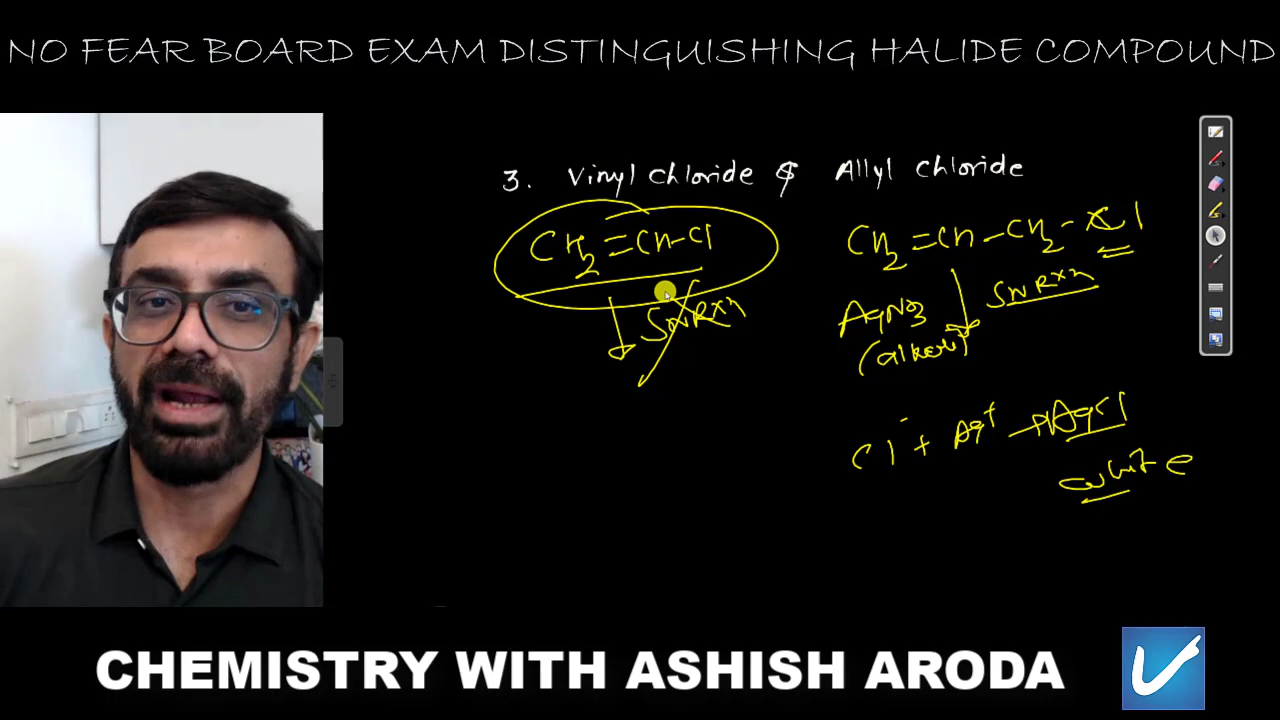 NO FEAR BOARD EXAM DISTINGUISHING HALIDE COMPOUND
3. Vinyl Chloride & Allyl Chloride
CH2=CH-Cl
CH2=CH-CH2-Cl
SN Rxn
SN Rxn
AgNO3
Cl- + Ag+ → AgCl
white
CHEMISTRY WITH ASHISH ARODA